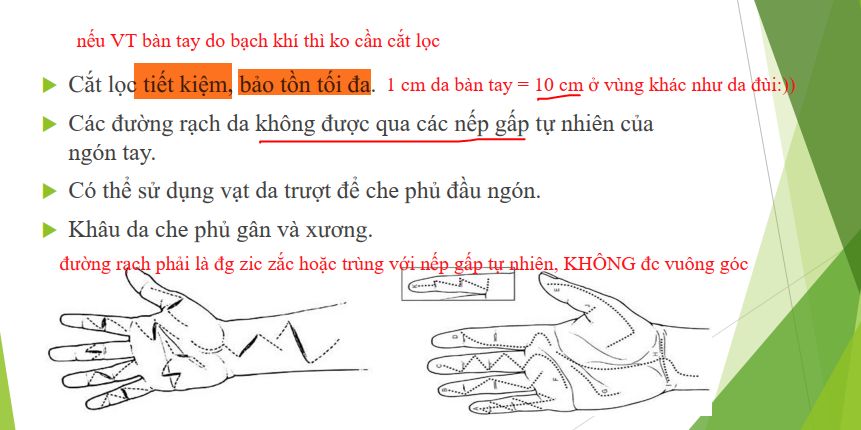 nếu VT bàn tay do bạch khí thì ko cần cắt lọc
Cắt lọc tiết kiệm, bảo tồn tối đa. 1 cm da bàn tay = 10 cm ở vùng khác như da đùi:))
Các đường rạch da không được qua các nếp gấp tự nhiên của
ngón tay.
Có thể sử dụng vạt da trượt để che phủ đầu ngón.
Khâu da che phủ gân và xương.
đường rạch phải là đg zic zắc hoặc trùng với nếp gấp tự nhiên, KHÔNG đc vuông góc